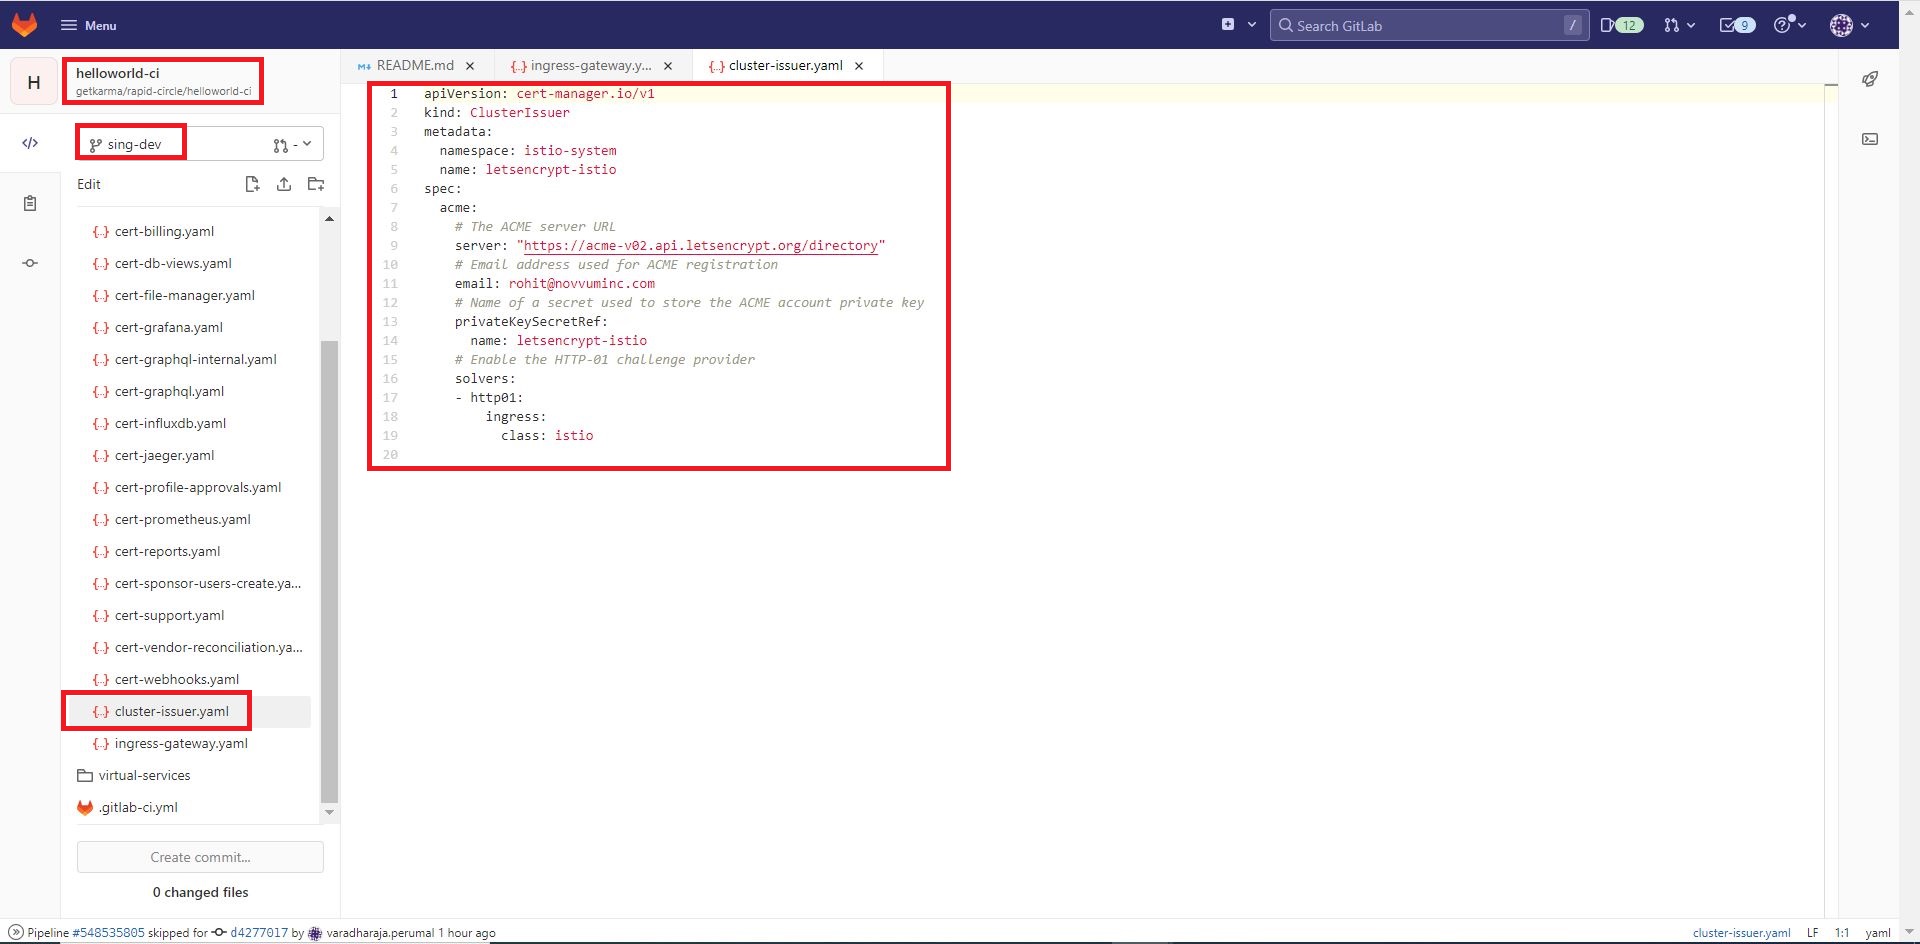 Menu
Search GitLab
/
12
9
H
helloworld-ci
getkarma/rapid-circle/helloworld-ci
README.md
ingress-gateway.y...
cluster-issuer.yaml
sing-dev
-
Edit
cert-billing.yaml
cert-db-views.yaml
cert-file-manager.yaml
cert-grafana.yaml
cert-graphql-internal.yaml
cert-graphql.yaml
cert-influxdb.yaml
cert-jaeger.yaml
cert-profile-approvals.yaml
cert-prometheus.yaml
cert-reports.yaml
cert-sponsor-users-create.ya...
cert-support.yaml
cert-vendor-reconciliation.ya...
cert-webhooks.yaml
cluster-issuer.yaml
ingress-gateway.yaml
virtual-services
.gitlab-ci.yml
Create commit...
0 changed files
1 apiVersion: cert-manager.io/v1
2 kind: ClusterIssuer
3 metadata:
4   namespace: istio-system
5   name: letsencrypt-istio
6 spec:
7   acme:
8     # The ACME server URL
9     server: "https://acme-v02.api.letsencrypt.org/directory"
10     # Email address used for ACME registration
11     email: rohit@novvuminc.com
12     # Name of a secret used to store the ACME account private key
13     privateKeySecretRef:
14       name: letsencrypt-istio
15     # Enable the HTTP-01 challenge provider
16     solvers:
17     - http01:
18         ingress:
19           class: istio
20
Pipeline #548535805 skipped for d4277017 by varadharaja.perumal 1 hour ago
cluster-issuer.yaml LF 1:1 yaml